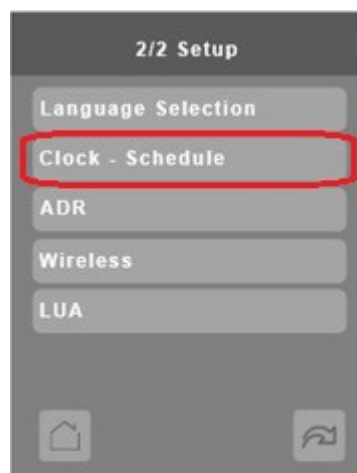 2/2 Setup
Language Selection
Clock - Schedule
ADR
Wireless
LUA